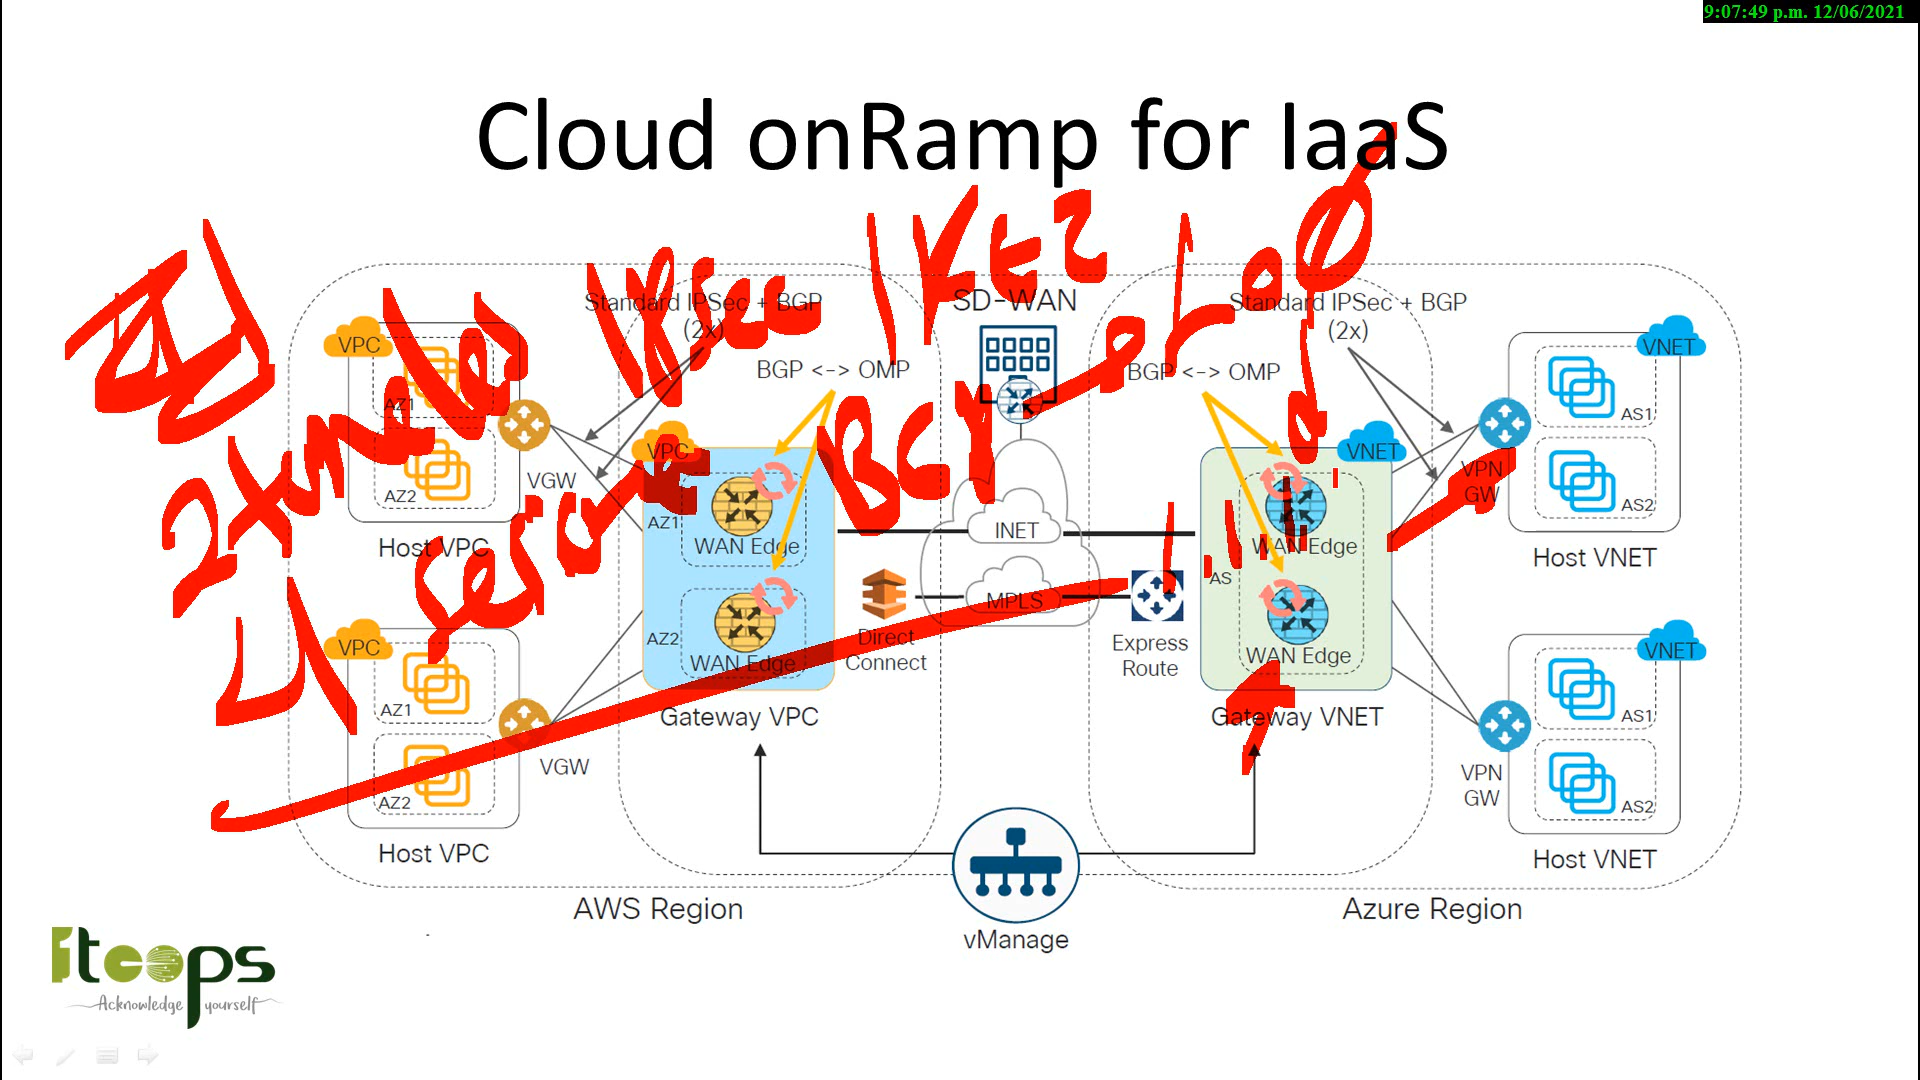 9:07:49 p.m. 12/06/2021
Cloud onRamp for IaaS
IPsec IKE2
BGP
Standard IPSec + BGP
(2x)
SD-WAN
Standard IPSec + BGP
(2x)
BGP <-> OMP
BGP <-> OMP
VPC
AZ1
AZ2
VGW
Host VPC
VPC
AZ1
AZ2
VGW
Host VPC
VPC
AZ1
WAN Edge
AZ2
WAN Edge
Gateway VPC
INET
MPLS
Direct
Connect
Express
Route
VNET
WAN Edge
AS
WAN Edge
Gateway VNET
VPN
GW
VNET
AS1
AS2
Host VNET
VPN
GW
VNET
AS1
AS2
Host VNET
AWS Region
vManage
Azure Region
1tcoops
Acknowledge yourself